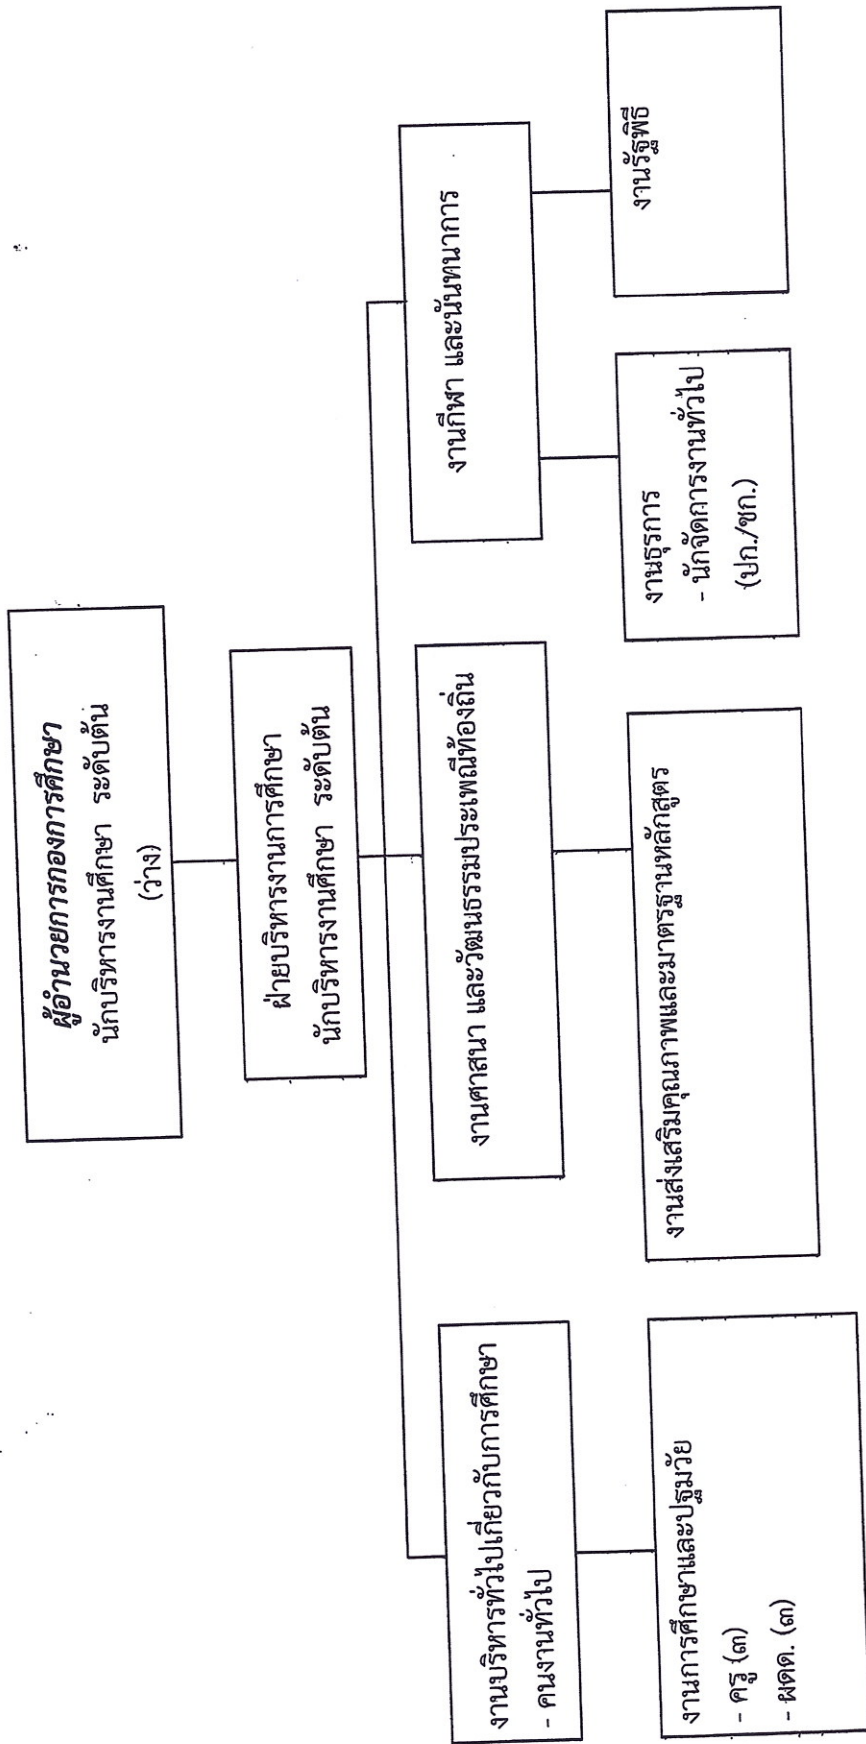 ผู้อำนวยการกองการศึกษา
นักบริหารงานศึกษา ระดับต้น
(ว่าง)
ฝ่ายบริหารงานการศึกษา
นักบริหารงานศึกษา ระดับต้น
งานบริหารทั่วไปเกี่ยวกับการศึกษา
- คนงานทั่วไป
งานศาสนา และวัฒนธรรมประเพณีท้องถิ่น
งานกีฬา และนันทนาการ
งานการศึกษาและปฐมวัย
- ครู (๓)
- ผดด. (๓)
งานส่งเสริมคุณภาพและมาตรฐานหลักสูตร
งานธุรการ
- นักจัดการงานทั่วไป
(ปก./ชก.)
งานรัฐพิธี